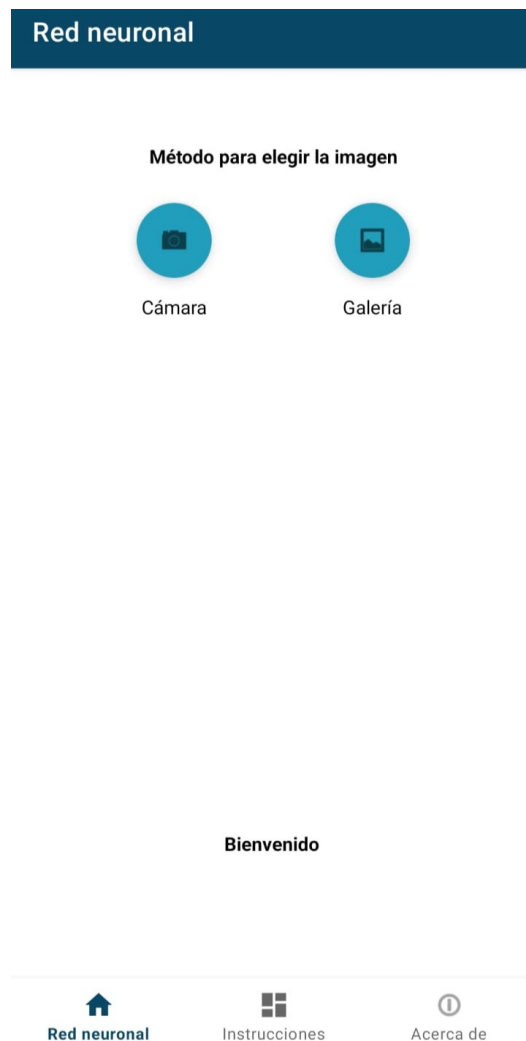 Red neuronal
Método para elegir la imagen
Cámara Galería
Bienvenido
Red neuronal Instrucciones Acerca de